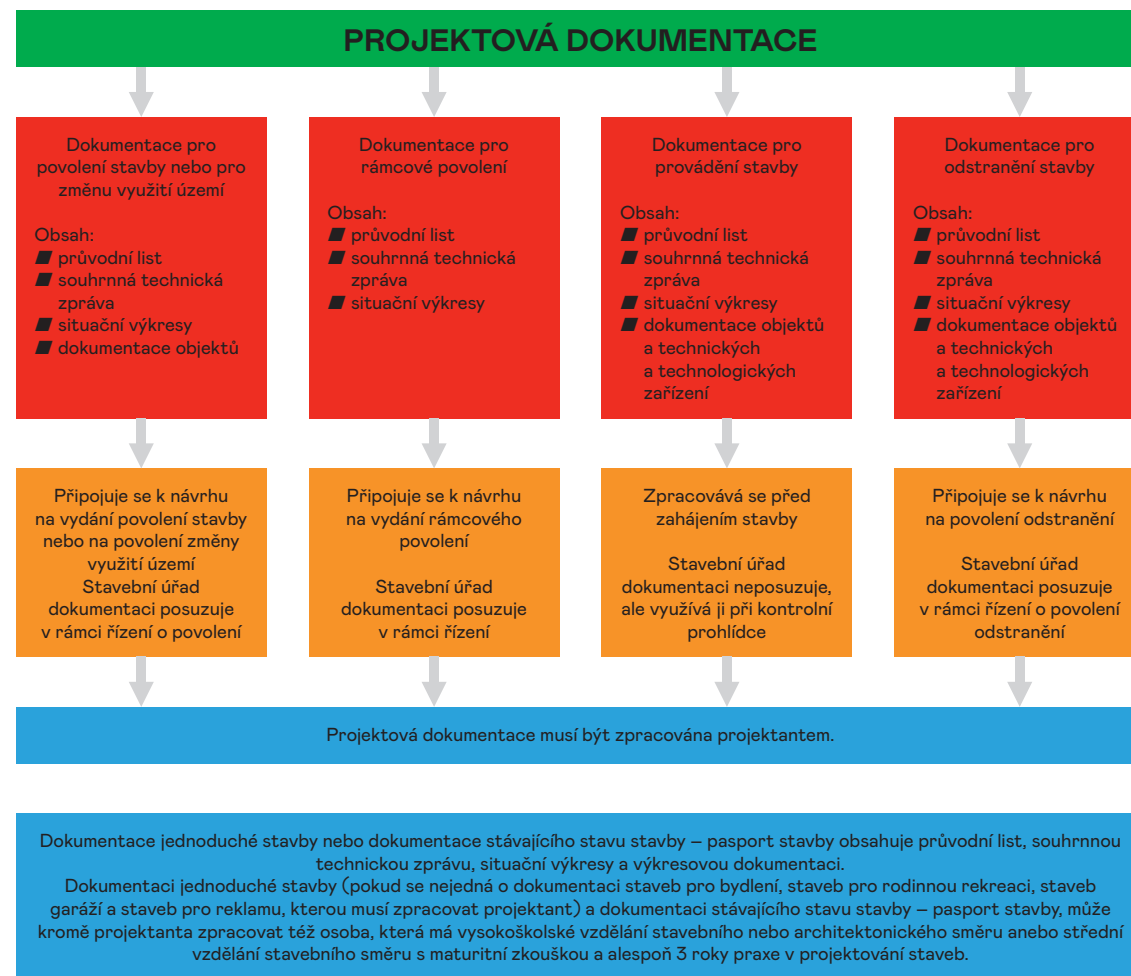 PROJEKTOVÁ DOKUMENTACE
Dokumentace pro
povolení stavby nebo pro
změnu využití území
Obsah:
průvodní list
souhrnná technická
zpráva
situační výkresy
dokumentace objektů
Dokumentace pro
rámcové povolení
Obsah:
průvodní list
souhrnná technická
zpráva
situační výkresy
Dokumentace pro
provádění stavby
Obsah:
průvodní list
souhrnná technická
zpráva
situační výkresy
dokumentace objektů
a technických
a technologických
zařízení
Dokumentace pro
odstranění stavby
Obsah:
průvodní list
souhrnná technická
zpráva
situační výkresy
dokumentace objektů
a technických
a technologických
zařízení
Připojuje se k návrhu
na vydání povolení stavby
nebo na povolení změny
využití území
Stavební úřad
dokumentaci posuzuje
v rámci řízení o povolení
Připojuje se k návrhu
na vydání rámcového
povolení
Stavební úřad
dokumentaci posuzuje
v rámci řízení
Zpracovává se před
zahájením stavby
Stavební úřad
dokumentaci neposuzuje,
ale využívá ji při kontrolní
prohlídce
Připojuje se k návrhu
na povolení odstranění
Stavební úřad
dokumentaci posuzuje
v rámci řízení o povolení
odstranění
Projektová dokumentace musí být zpracována projektantem.
Dokumentace jednoduché stavby nebo dokumentace stávajícího stavu stavby – pasport stavby obsahuje průvodní list, souhrnnou
technickou zprávu, situační výkresy a výkresovou dokumentaci.
Dokumentaci jednoduché stavby (pokud se nejedná o dokumentaci staveb pro bydlení, staveb pro rodinnou rekreaci, staveb
garáží a staveb pro reklamu, kterou musí zpracovat projektant) a dokumentaci stávajícího stavu stavby – pasport stavby, může
kromě projektanta zpracovat též osoba, která má vysokoškolské vzdělání stavebního nebo architektonického směru anebo střední
vzdělání stavebního směru s maturitní zkouškou a alespoň 3 roky praxe v projektování staveb.